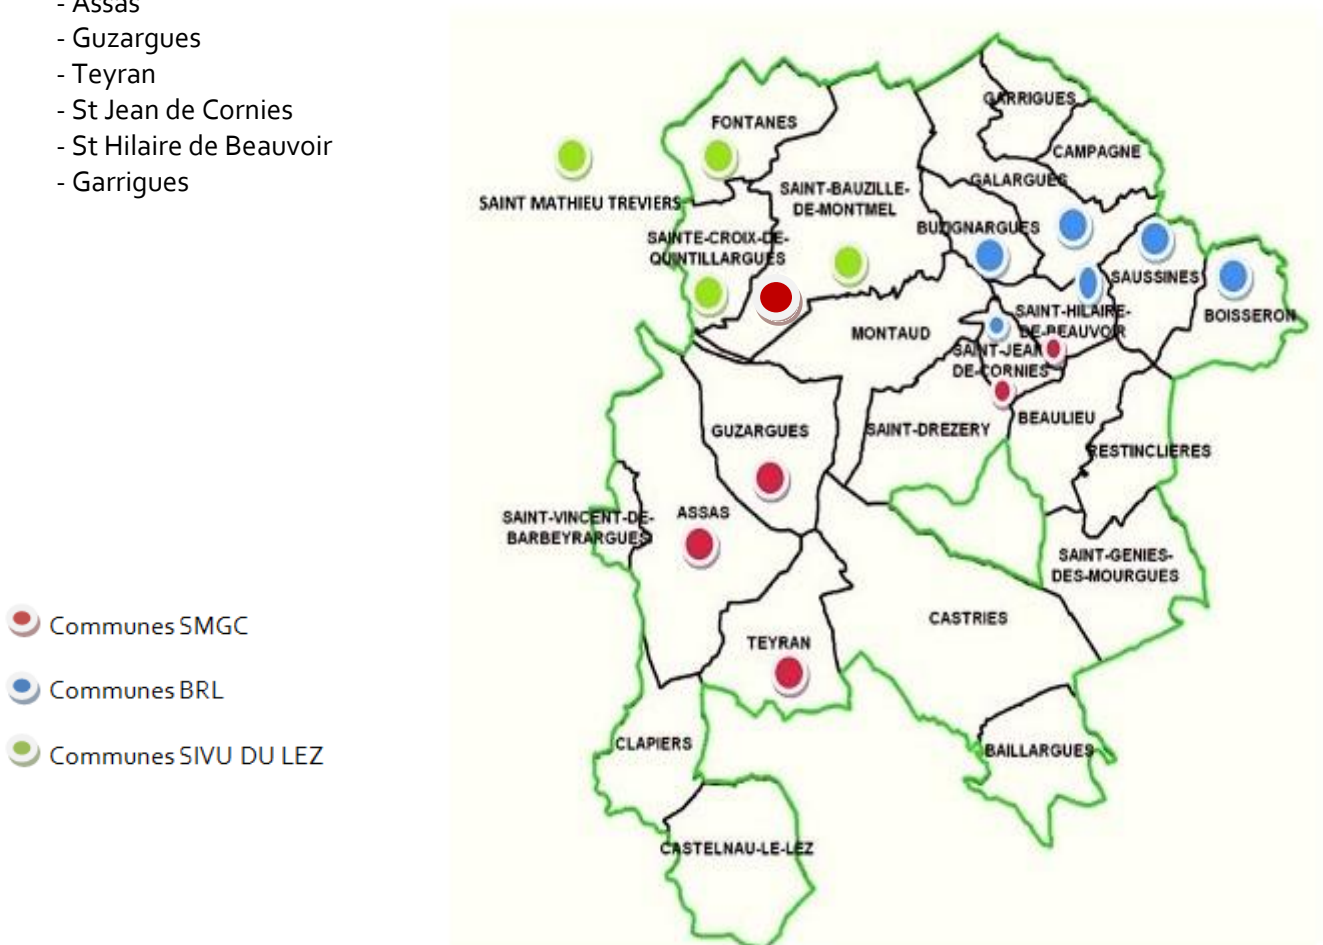 - Assas
- Guzargues
- Teyran
- St Jean de Cornies
- St Hilaire de Beauvoir
- Garrigues
GARRIGUES
FONTANES
CAMPAGNE
GALARGUES
SAINT-BAUZILLE-
DE-MONTMEL
SAINT MATHIEU TREVIERS
BUZIGNARGUES
SAINTE-CROIX-DE-
QUINTILLARGUES
SAUSSINES
BOISSERON
SAINT-HILAIRE-
DE-BEAUVOIR
MONTAUD
SAINT-JEAN
DE-CORNIES
BEAULIEU
GUZARGUES
SAINT-DREZERY
RESTINCLIERES
ASSAS
SAINT-VINCENT-DE-
BARBEYRARGUES
SAINT-GENIES-
DES-MOURGUES
CASTRIES
TEYRAN
CLAPIERS
BAILLARGUES
CASTELNAU-LE-LEZ
Communes SMGC
Communes BRL
Communes SIVU DU LEZ